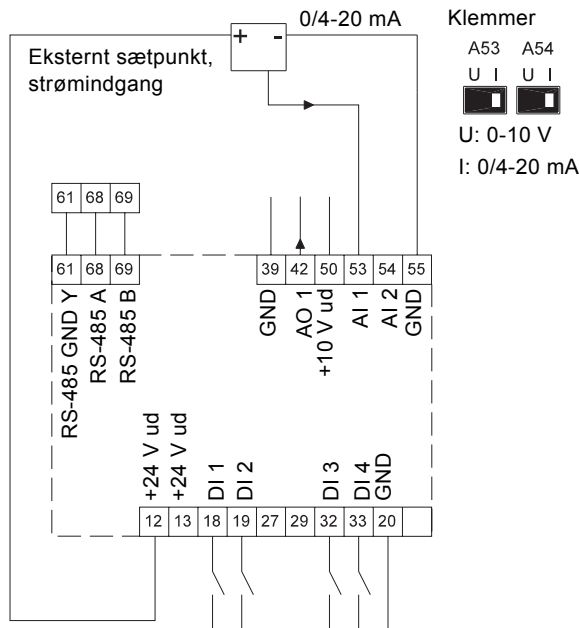 0/4-20 mA
Klemmer
+ -
Eksternt sætpunkt,
strømindgang
A53 A54
U I U I
U: 0-10 V
I: 0/4-20 mA
61 68 69
61 68 69
39 42 50 53 54 55
RS-485 GND Y
RS-485 A
RS-485 B
GND
AO 1
+10 V ud
AI 1
AI 2
GND
+24 V ud
+24 V ud
DI 1
DI 2
DI 3
DI 4
GND
12 13 18 19 27 29 32 33 20